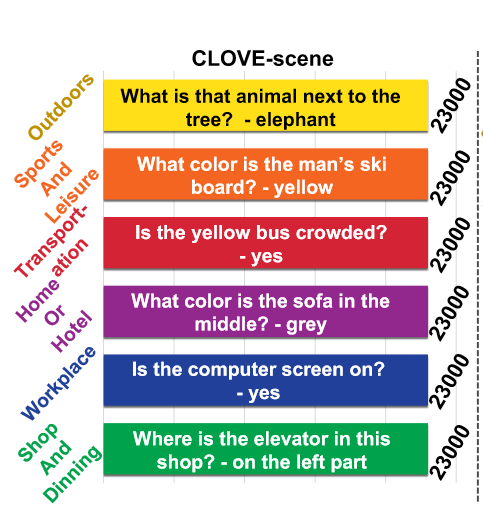 CLOVE-scene
Outdoors
What is that animal next to the
tree?  - elephant
23000
Sports
And
Leisure
What color is the man's ski
board? - yellow
23000
Transport-
ation
Is the yellow bus crowded?
- yes
23000
Home
Or
Hotel
What color is the sofa in the
middle? - grey
23000
Workplace
Is the computer screen on?
- yes
23000
Shop
And
Dinning
Where is the elevator in this
shop? - on the left part
23000